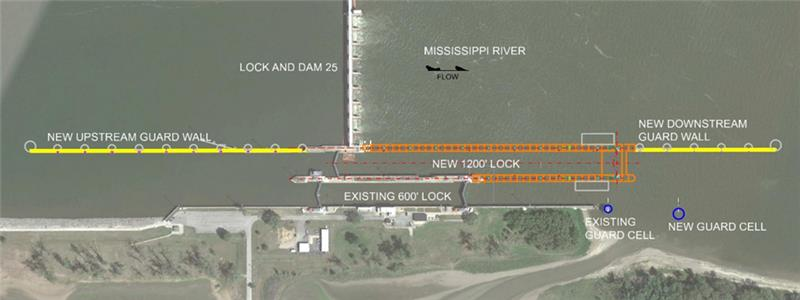 MISSISSIPPI RIVER
LOCK AND DAM 25
FLOW
NEW UPSTREAM GUARD WALL
NEW DOWNSTREAM
GUARD WALL
NEW 1200' LOCK
EXISTING 600' LOCK
EXISTING
GUARD CELL
NEW GUARD CELL